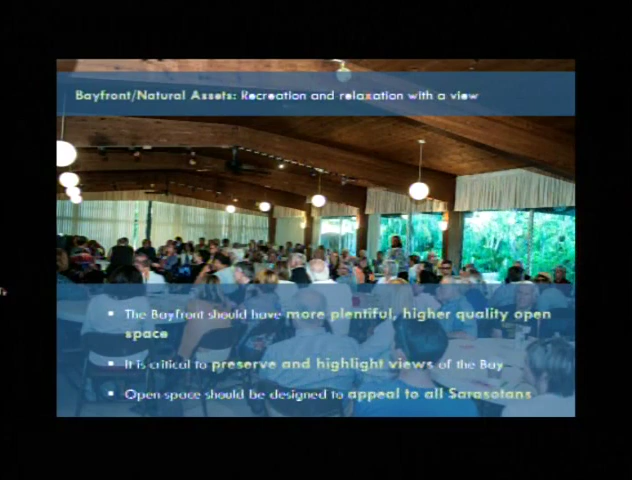 Bayfront/Natural Assets: Recreation and relaxation with a view
▪ The Bayfront should have more plentiful, higher quality open
space
▪ It is critical to preserve and highlight views of the Bay
▪ Open space should be designed to appeal to all Sarasotans